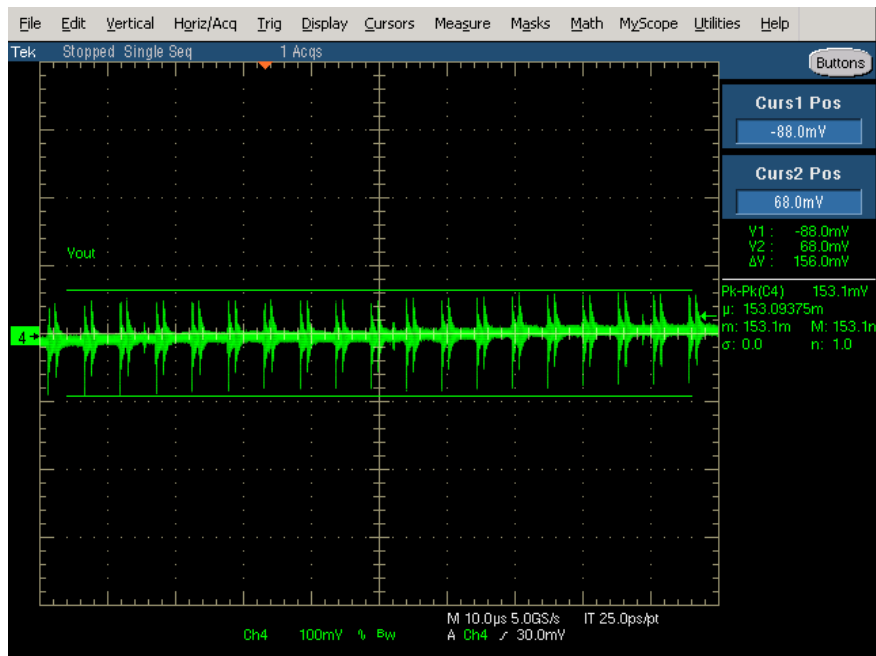 File Edit Vertical Horiz/Acq Trig Display Cursors Measure Masks Math MyScope Utilities Help
Tek Stopped Single Seq 1 Acqs
Buttons
Curs1 Pos
-88.0mV
Curs2 Pos
68.0mV
V1 : -88.0mV
V2 : 68.0mV
ΔV : 156.0mV
Vout
Pk-Pk(C4) 153.1mV
µ: 153.09375m
m: 153.1m M: 153.1m
σ: 0.0 n: 1.0
4
M 10.0µs 5.0GS/s IT 25.0ps/pt
Ch4 100mV ∿ Bw A Ch4 ∕ 30.0mV